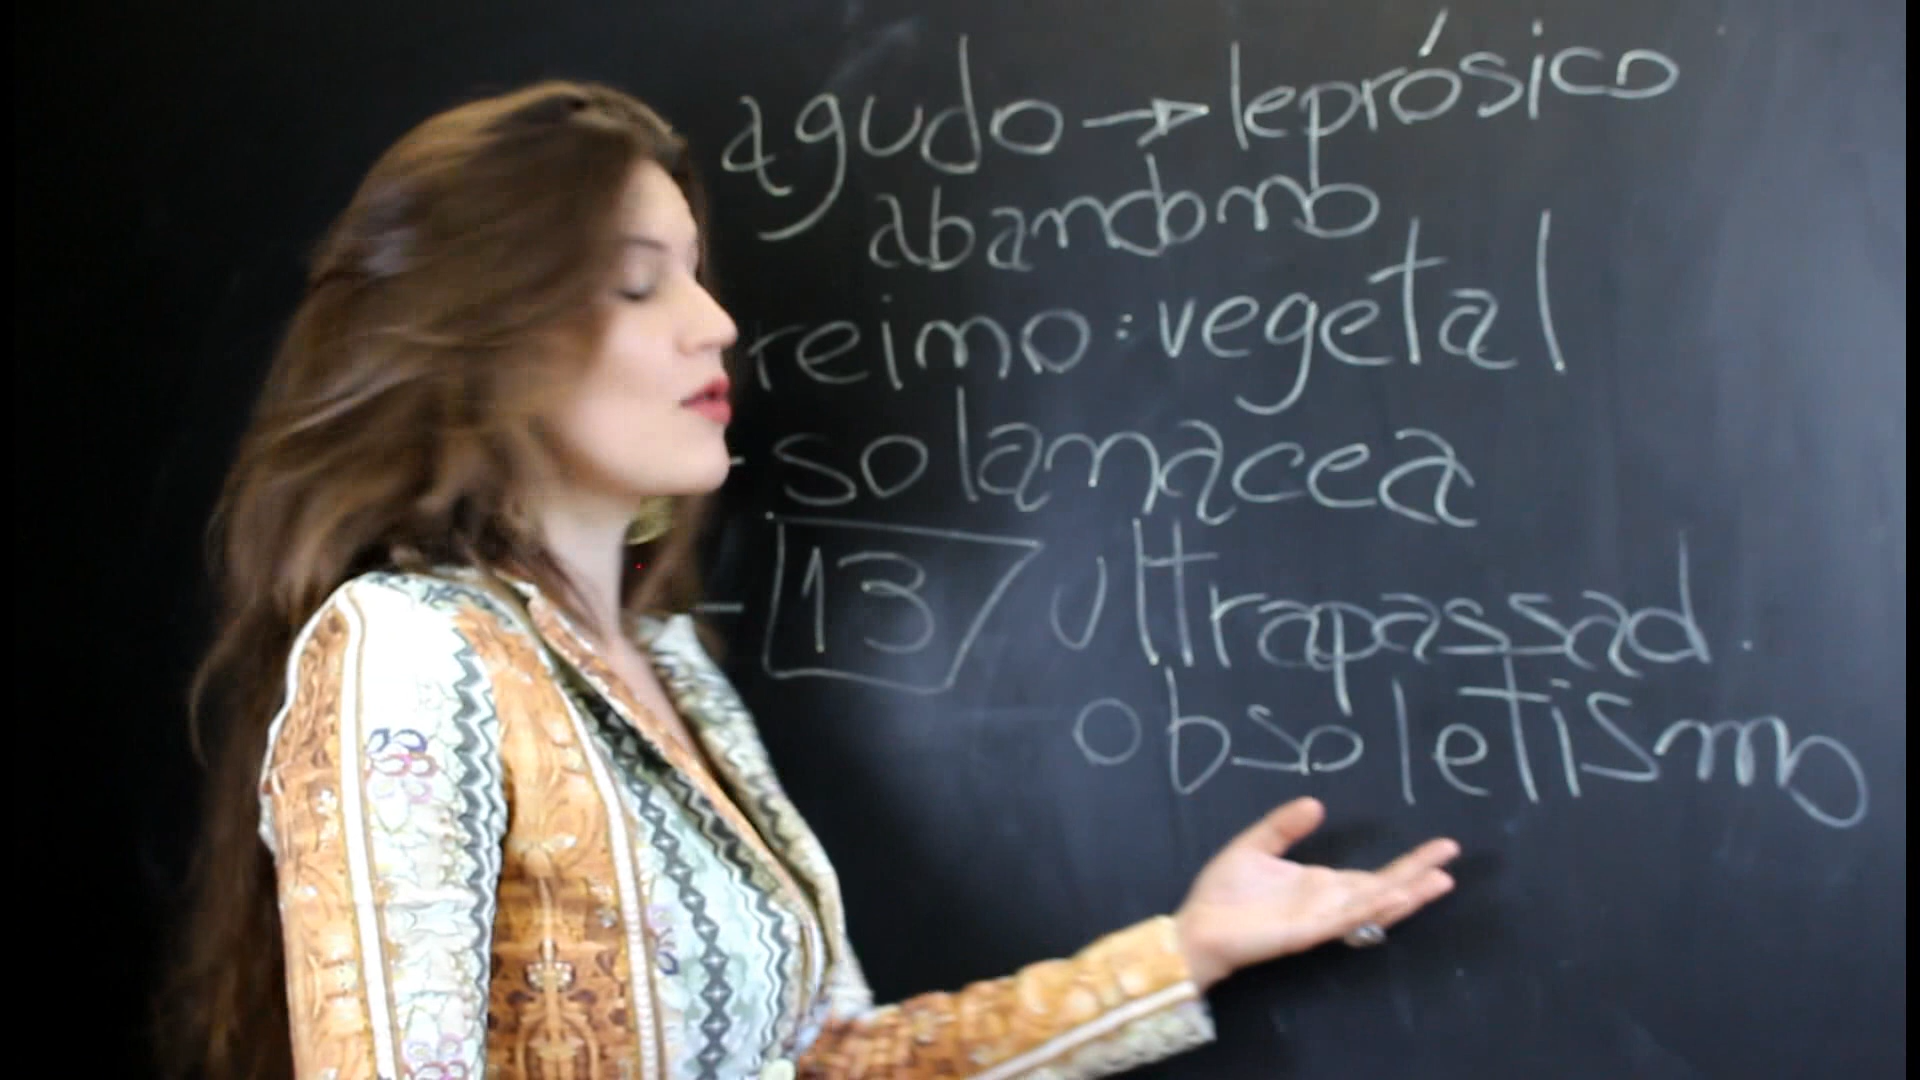 agudo → leprósico
abandono
reino: vegetal
- solanacea
- 13 ultrapassad.
obsoletismo